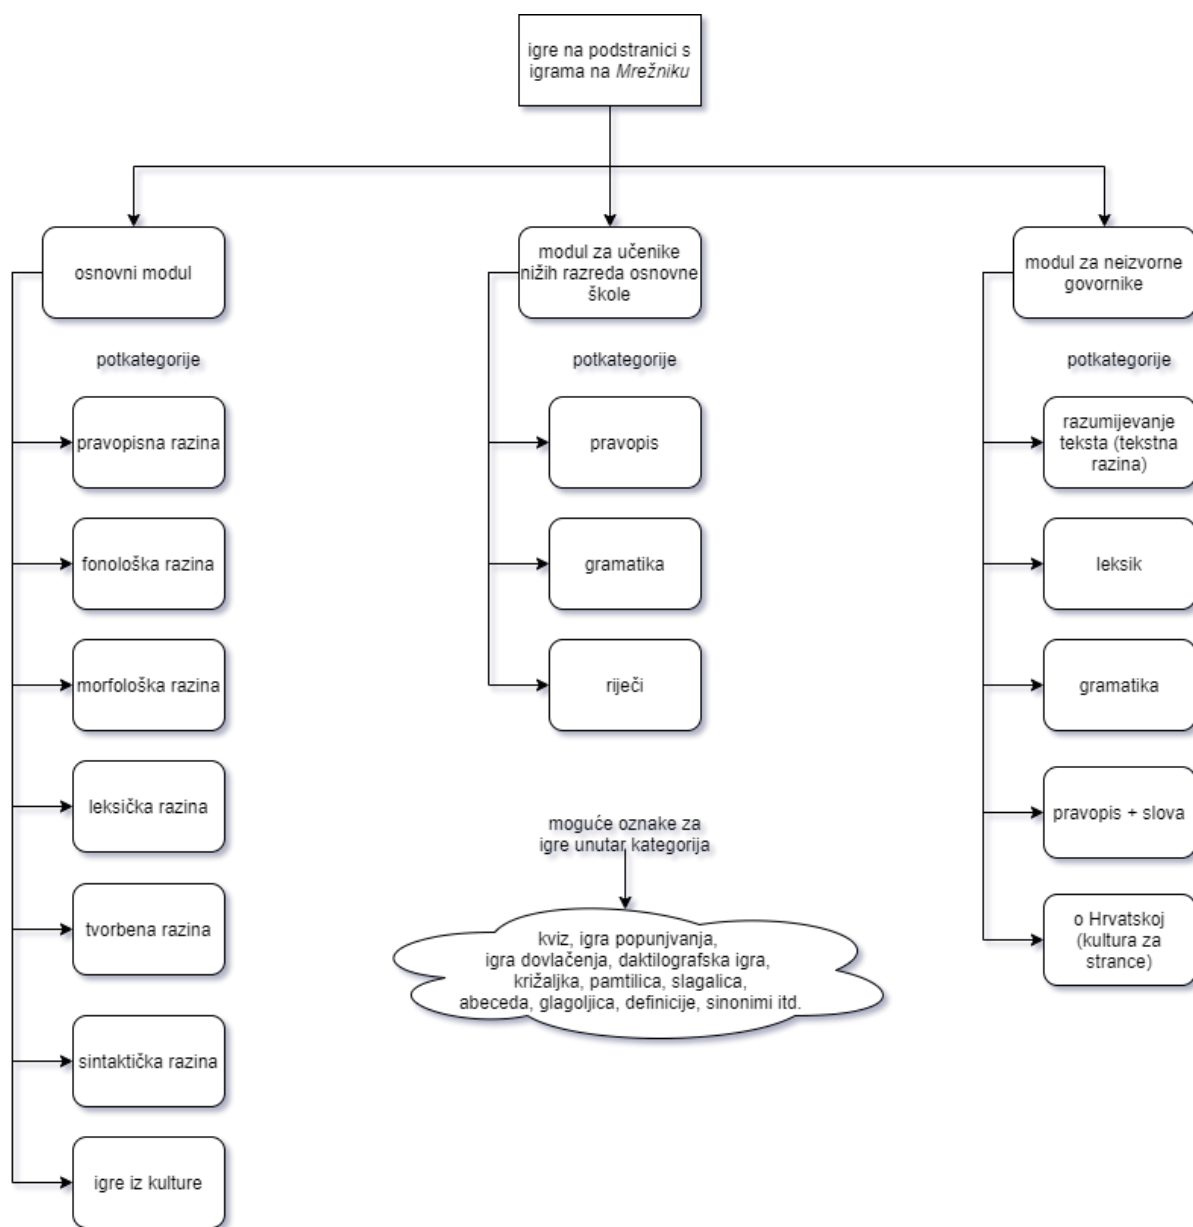 igre na podstranici s
igrama na Mrežniku
osnovni modul
potkategorije
pravopisna razina
fonološka razina
morfološka razina
leksička razina
tvorbena razina
sintaktička razina
igre iz kulture
modul za učenike
nižih razreda osnovne
škole
potkategorije
pravopis
gramatika
riječi
moguće oznake za
igre unutar kategorija
kviz, igra popunjvanja,
igra dovlačenja, daktilografska igra,
križaljka, pamtilica, slagalica,
abeceda, glagoljica, definicije, sinonimi itd.
modul za neizvorne
govornike
potkategorije
razumijevanje
teksta (tekstna
razina)
leksik
gramatika
pravopis + slova
o Hrvatskoj
(kultura za
strance)